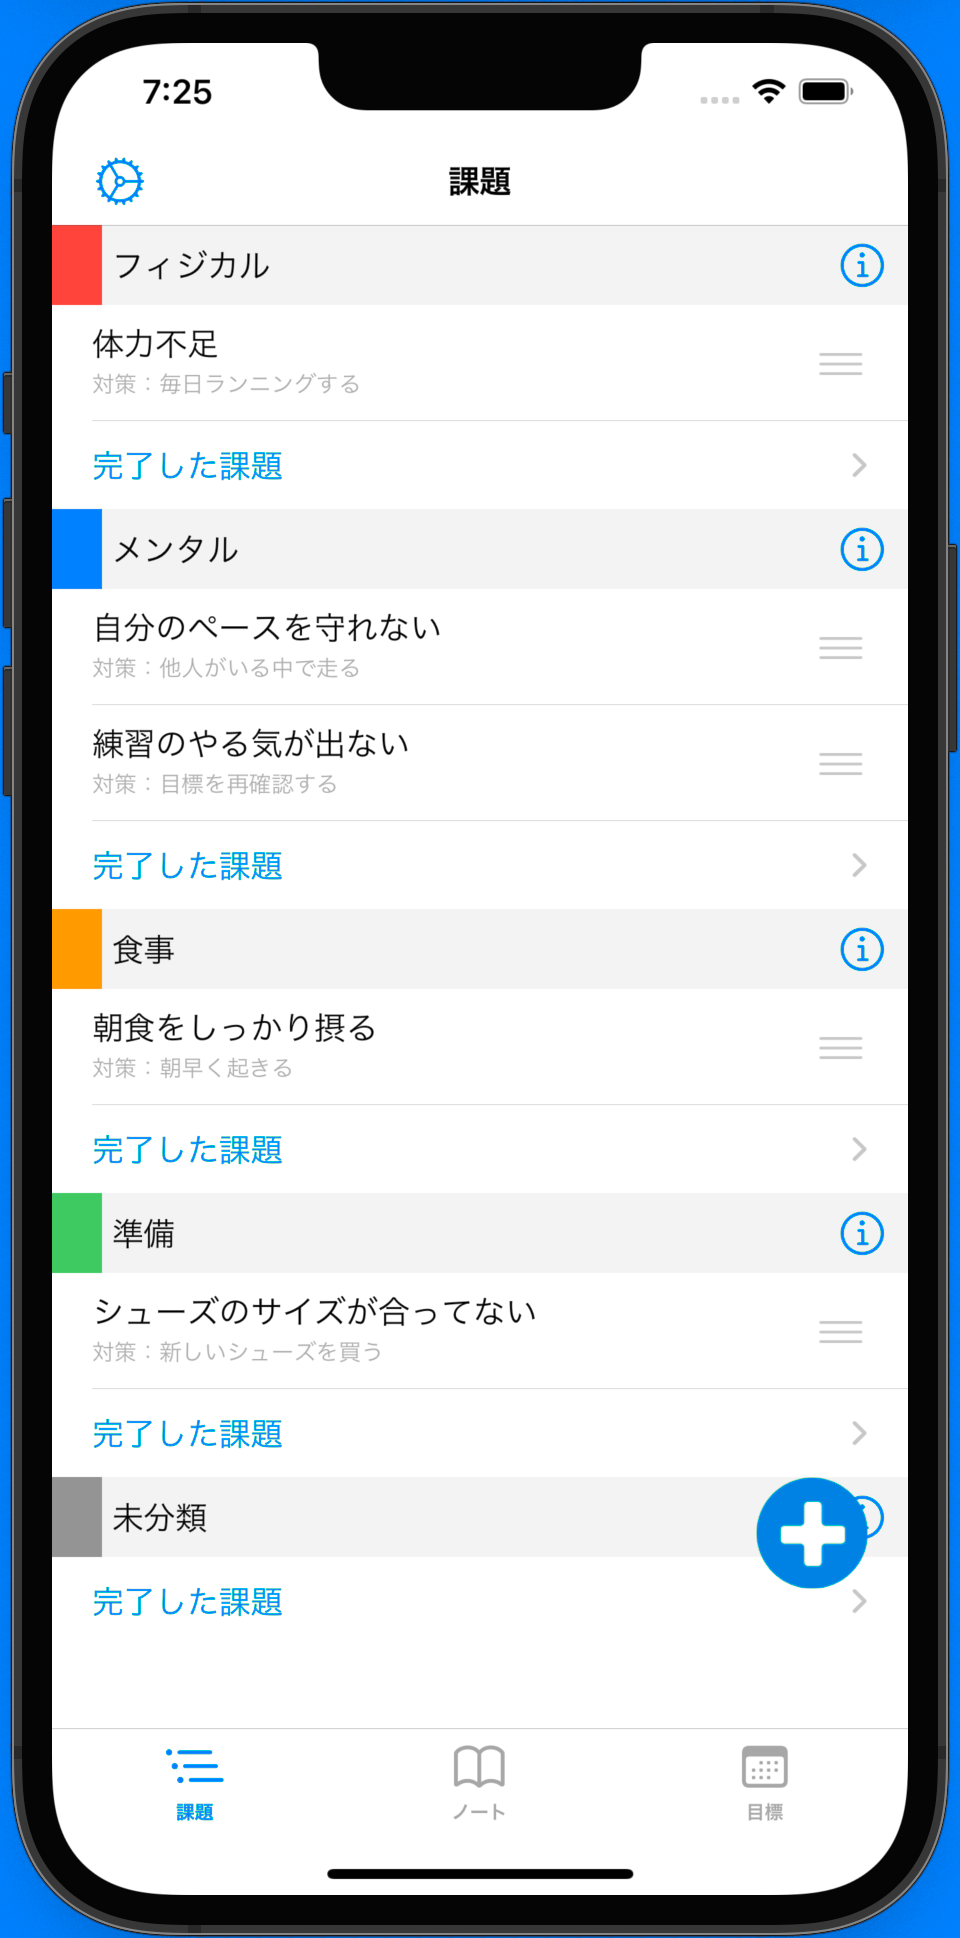 7:25
課題
フィジカル
体力不足
対策：毎日ランニングする
完了した課題
メンタル
自分のペースを守れない
対策：他人がいる中で走る
練習のやる気が出ない
対策：目標を再確認する
完了した課題
食事
朝食をしっかり摂る
対策：朝早く起きる
完了した課題
準備
シューズのサイズが合ってない
対策：新しいシューズを買う
完了した課題
未分類
完了した課題
課題
ノート
目標